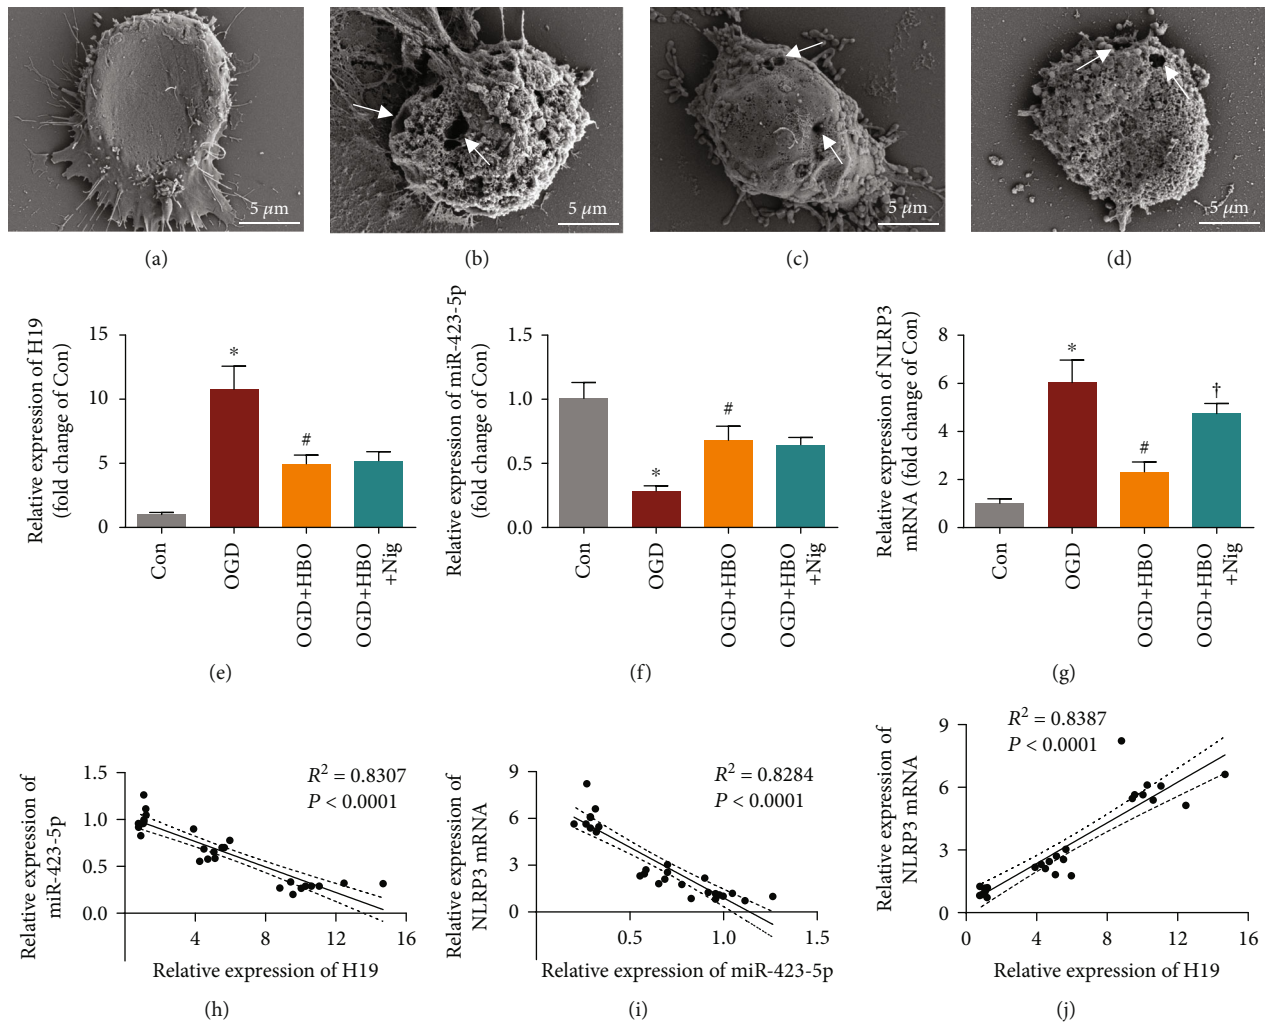 5 μm
5 μm
5 μm
5 μm
(a)
(b)
(c)
(d)
Relative expression of H19
(fold change of Con)
15
10
5
0
*
#
Con
OGD
OGD+HBO
OGD+HBO
+Nig
(e)
Relative expression of miR-423-5p
(fold change of Con)
1.5
1.0
0.5
0.0
*
#
Con
OGD
OGD+HBO
OGD+HBO
+Nig
(f)
Relative expression of NLRP3
mRNA (fold change of Con)
8
6
4
2
0
*
#
†
Con
OGD
OGD+HBO
OGD+HBO
+Nig
(g)
Relative expression of
miR-423-5p
1.5
1.0
0.5
0.0
R² = 0.8307
P < 0.0001
4
8
12
16
Relative expression of H19
(h)
Relative expression of
NLRP3 mRNA
9
6
3
0
R² = 0.8284
P < 0.0001
0.5
1.0
1.5
Relative expression of miR-423-5p
(i)
Relative expression of
NLRP3 mRNA
9
6
3
0
R² = 0.8387
P < 0.0001
0
4
8
12
16
Relative expression of H19
(j)